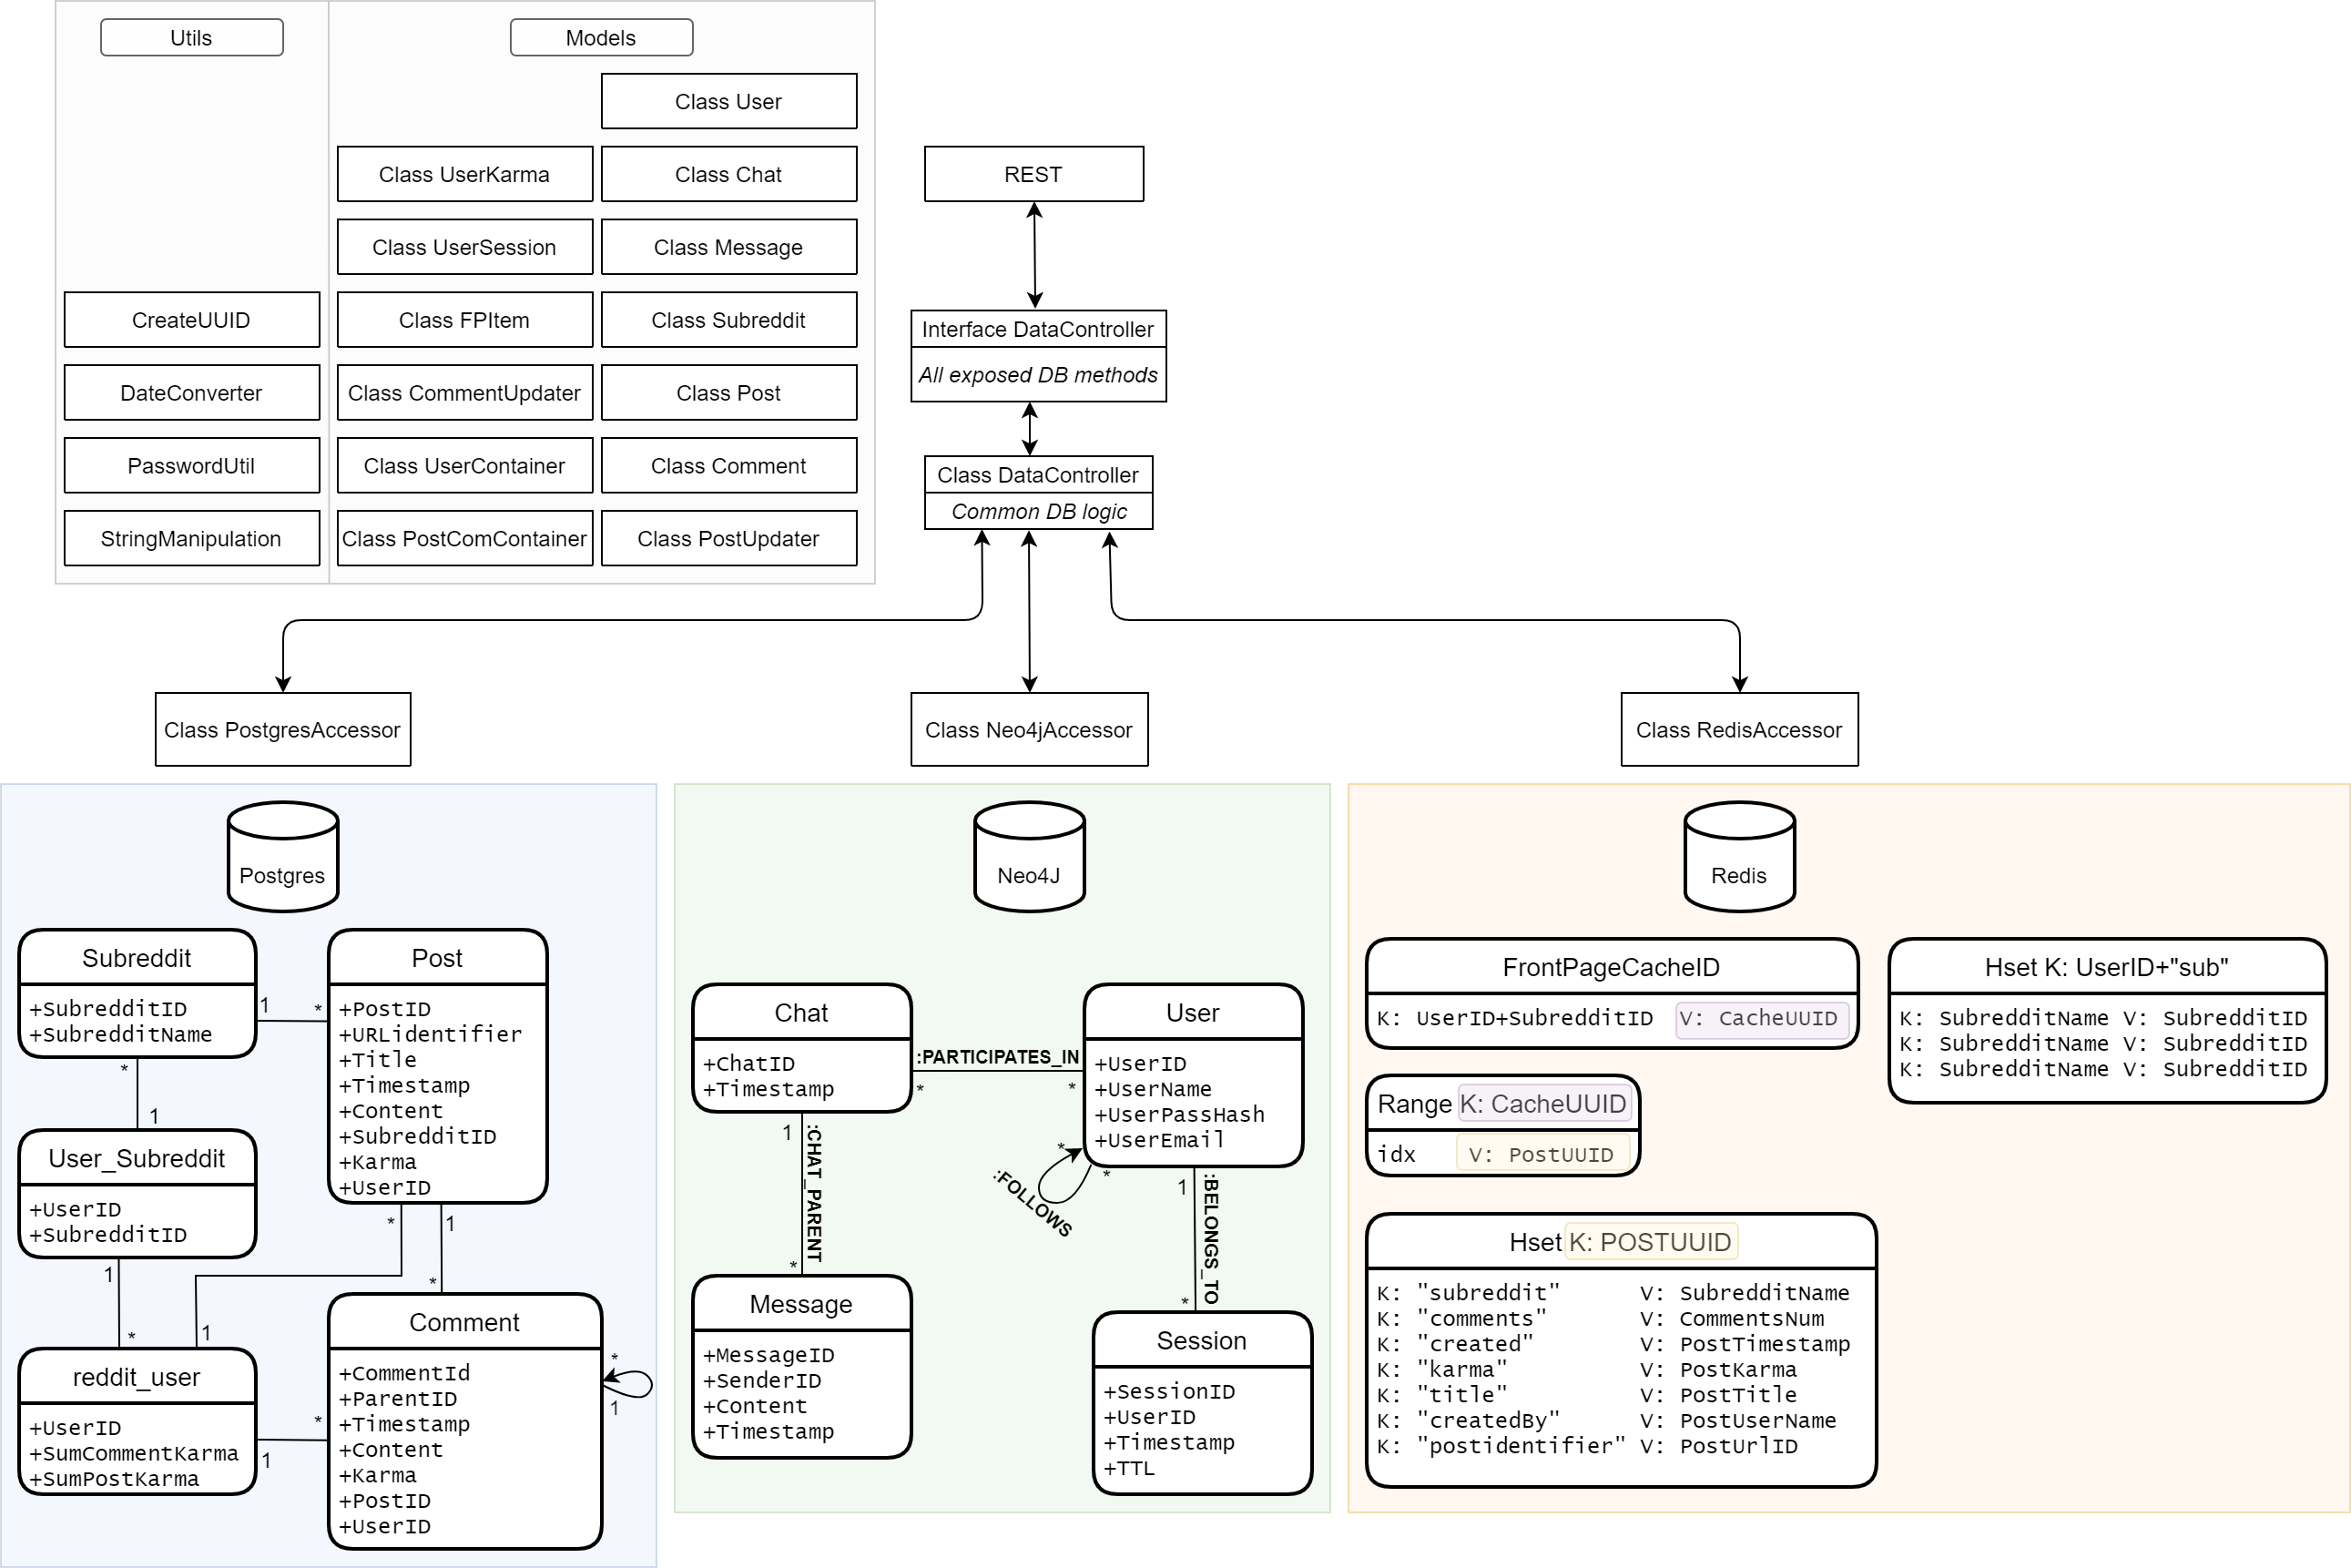 Utils
Models
Class User
Class UserKarma
Class Chat
REST
Class UserSession
Class Message
CreateUUID
Class FPItem
Class Subreddit
Interface DataController
All exposed DB methods
DateConverter
Class CommentUpdater
Class Post
PasswordUtil
Class UserContainer
Class Comment
Class DataController
Common DB logic
StringManipulation
Class PostComContainer
Class PostUpdater
Class PostgresAccessor
Class Neo4jAccessor
Class RedisAccessor
Postgres
Subreddit
+SubredditID
+SubredditName
1
*
Post
+PostID
+URLidentifier
+Title
+Timestamp
+Content
+SubredditID
+Karma
+UserID
*
1
User_Subreddit
+UserID
+SubredditID
1
*
*
1
1
*
reddit_user
+UserID
+SumCommentKarma
+SumPostKarma
*
1
Comment
+CommentId
+ParentID
+Timestamp
+Content
+Karma
+PostID
+UserID
*
1
Neo4J
Chat
+ChatID
+Timestamp
:PARTICIPATES_IN
*
*
User
+UserID
+UserName
+UserPassHash
+UserEmail
*
*
:FOLLOWS
1
:CHAT_PARENT
*
Message
+MessageID
+SenderID
+Content
+Timestamp
1
:BELONGS_TO
*
Session
+SessionID
+UserID
+Timestamp
+TTL
Redis
FrontPageCacheID
K: UserID+SubredditID V: CacheUUID
Hset K: UserID+"sub"
K: SubredditName V: SubredditID
K: SubredditName V: SubredditID
K: SubredditName V: SubredditID
Range K: CacheUUID
idx V: PostUUID
Hset K: POSTUUID
K: "subreddit" V: SubredditName
K: "comments" V: CommentsNum
K: "created" V: PostTimestamp
K: "karma" V: PostKarma
K: "title" V: PostTitle
K: "createdBy" V: PostUserName
K: "postidentifier" V: PostUrlID